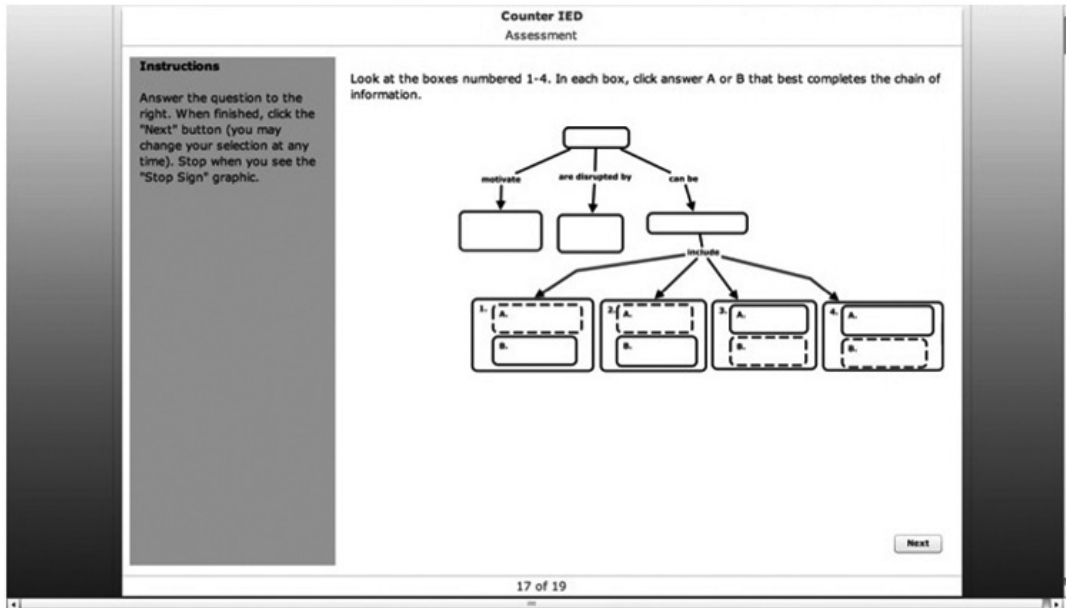 Counter IED
Assessment
Instructions
Answer the question to the
right. When finished, click the
"Next" button (you may
change your selection at any
time). Stop when you see the
"Stop Sign" graphic.
Look at the boxes numbered 1-4. In each box, click answer A or B that best completes the chain of
information.
motivate
are disrupted by
can be
include
1.
A.
B.
2.
A.
B.
3.
A.
B.
4.
A.
B.
Next
17 of 19